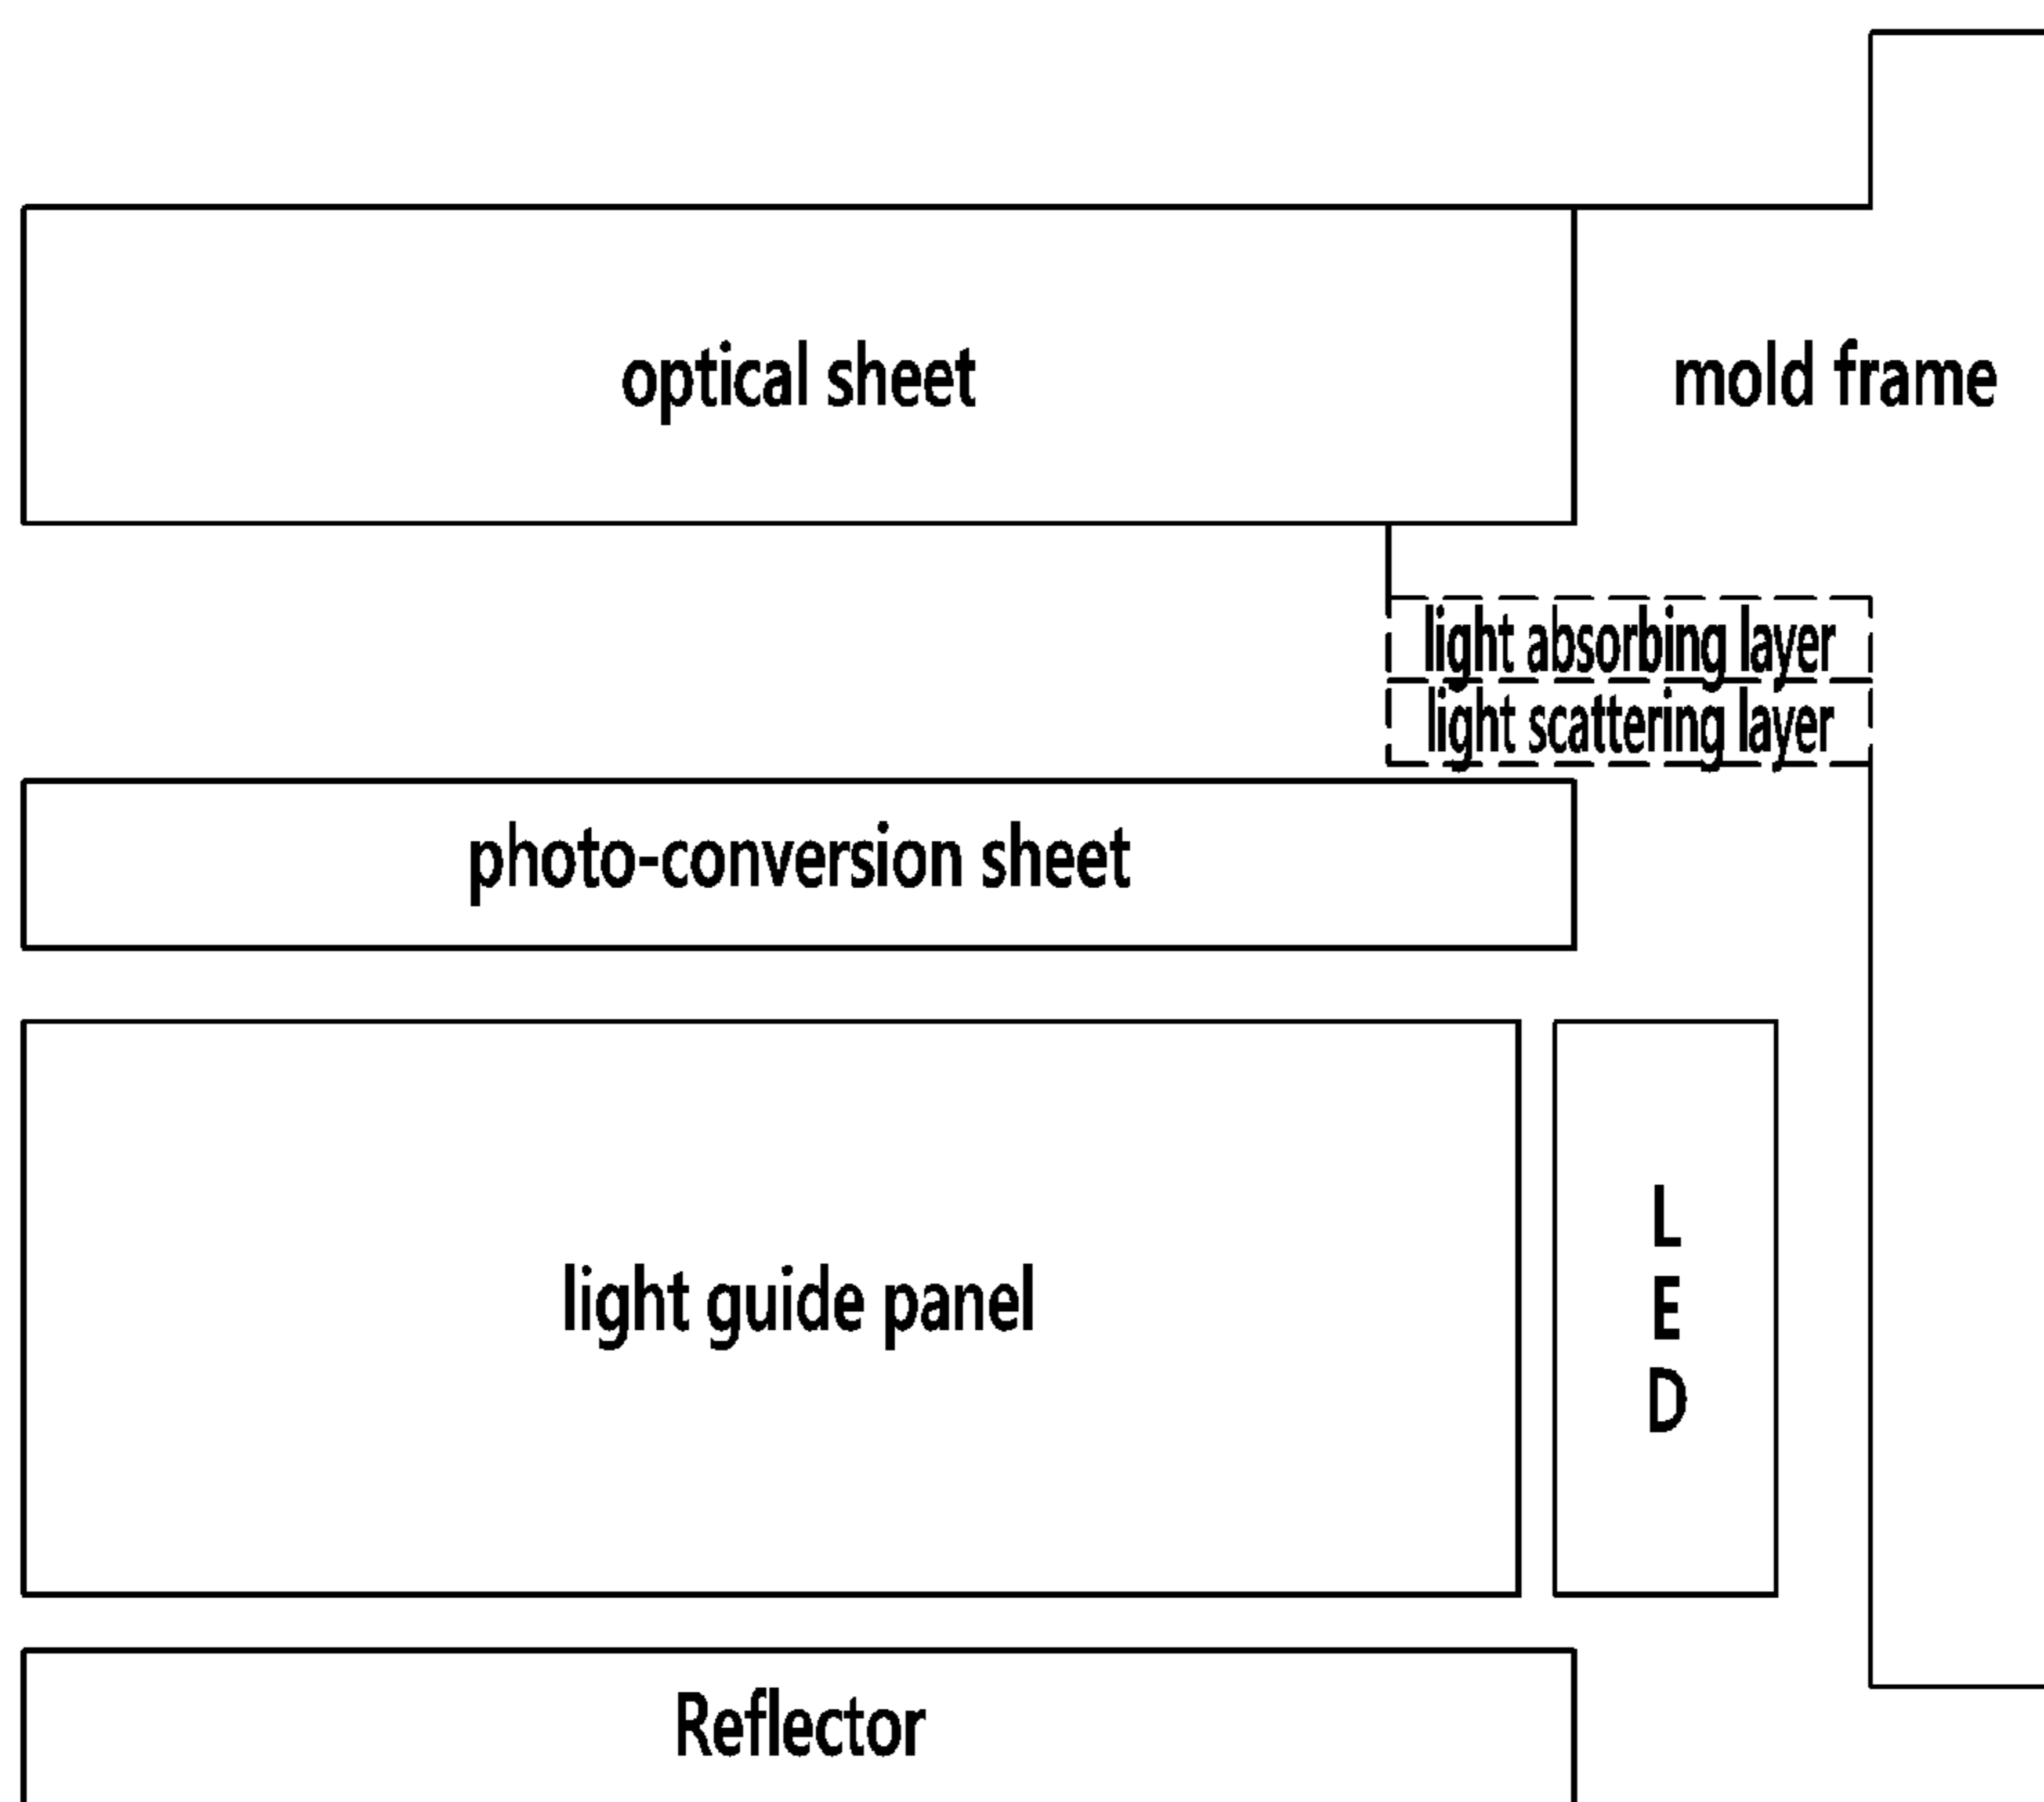 optical sheet
mold frame
light absorbing layer
light scattering layer
photo-conversion sheet
light guide panel
L
E
D
Reflector